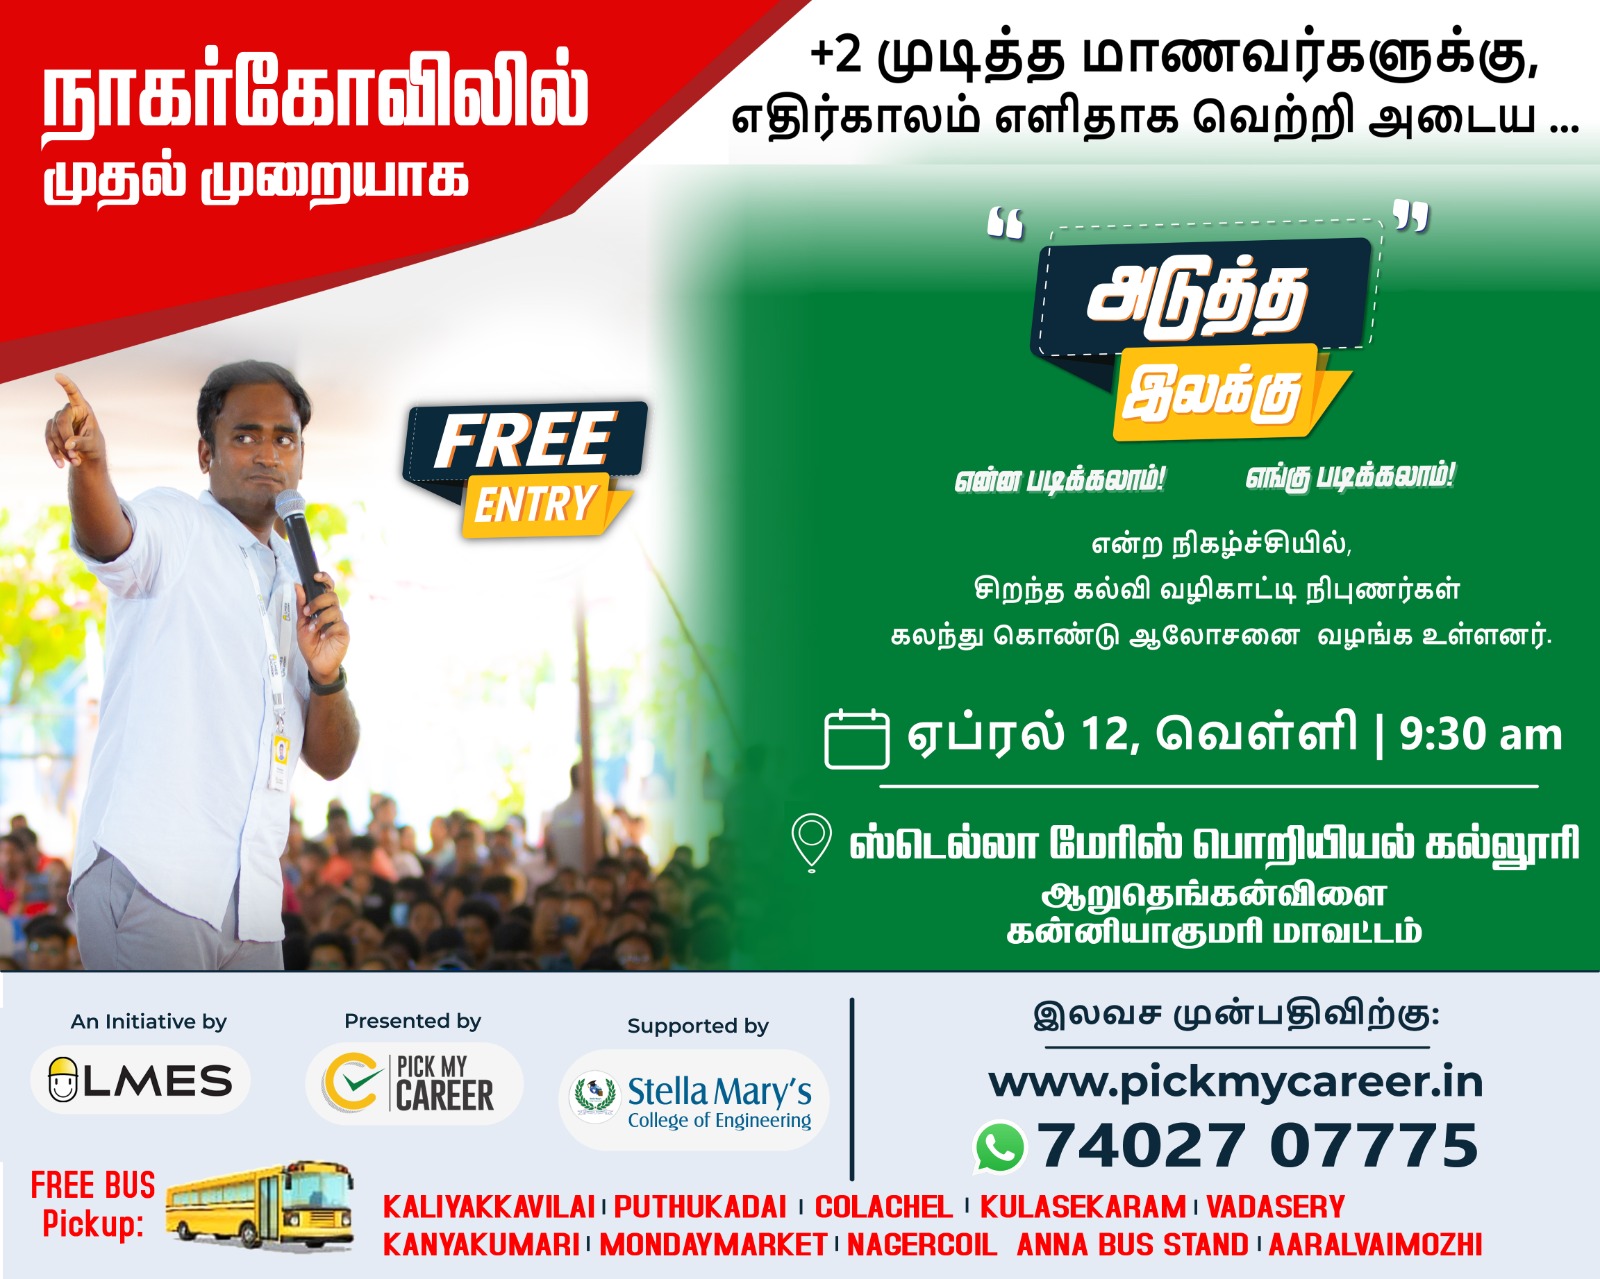 நாகர்கோவிலில்
முதல் முறையாக
+2 முடித்த மாணவர்களுக்கு,
எதிர்காலம் எளிதாக வெற்றி அடைய ...
“ அடுத்த ”
இலக்கு
FREE
ENTRY
என்ன படிக்கலாம்! எங்கு படிக்கலாம்!
என்ற நிகழ்ச்சியில்,
சிறந்த கல்வி வழிகாட்டி நிபுணர்கள்
கலந்து கொண்டு ஆலோசனை வழங்க உள்ளனர்.
ஏப்ரல் 12, வெள்ளி | 9:30 am
ஸ்டெல்லா மேரிஸ் பொறியியல் கல்லூரி
ஆறுதெங்கன்விளை
கன்னியாகுமரி மாவட்டம்
An Initiative by
LMES
Presented by
PICK MY
CAREER
Supported by
Stella Mary's
College of Engineering
இலவச முன்பதிவிற்கு:
www.pickmycareer.in
74027 07775
FREE BUS
Pickup:
KALIYAKKAVILAI | PUTHUKADAI | COLACHEL | KULASEKARAM | VADASERY
KANYAKUMARI | MONDAYMARKET | NAGERCOIL ANNA BUS STAND | AARALVAIMOZHI